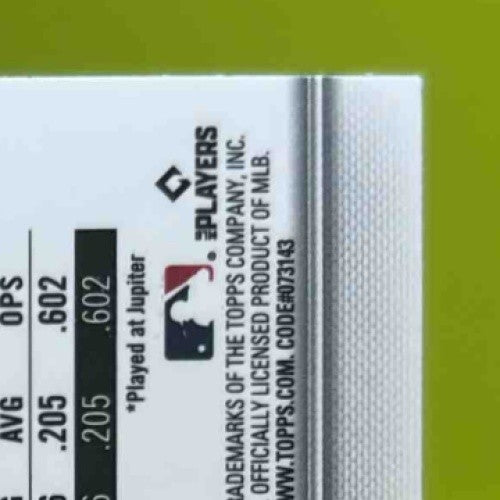 AVG OPS
.205 .602
.205 .602
*Played at Jupiter
MLB PLAYERS
OF THE TOPPS COMPANY, INC.
OFFICIALLY LICENSED PRODUCT OF MLB.
WWW.TOPPS.COM. CODE#073143